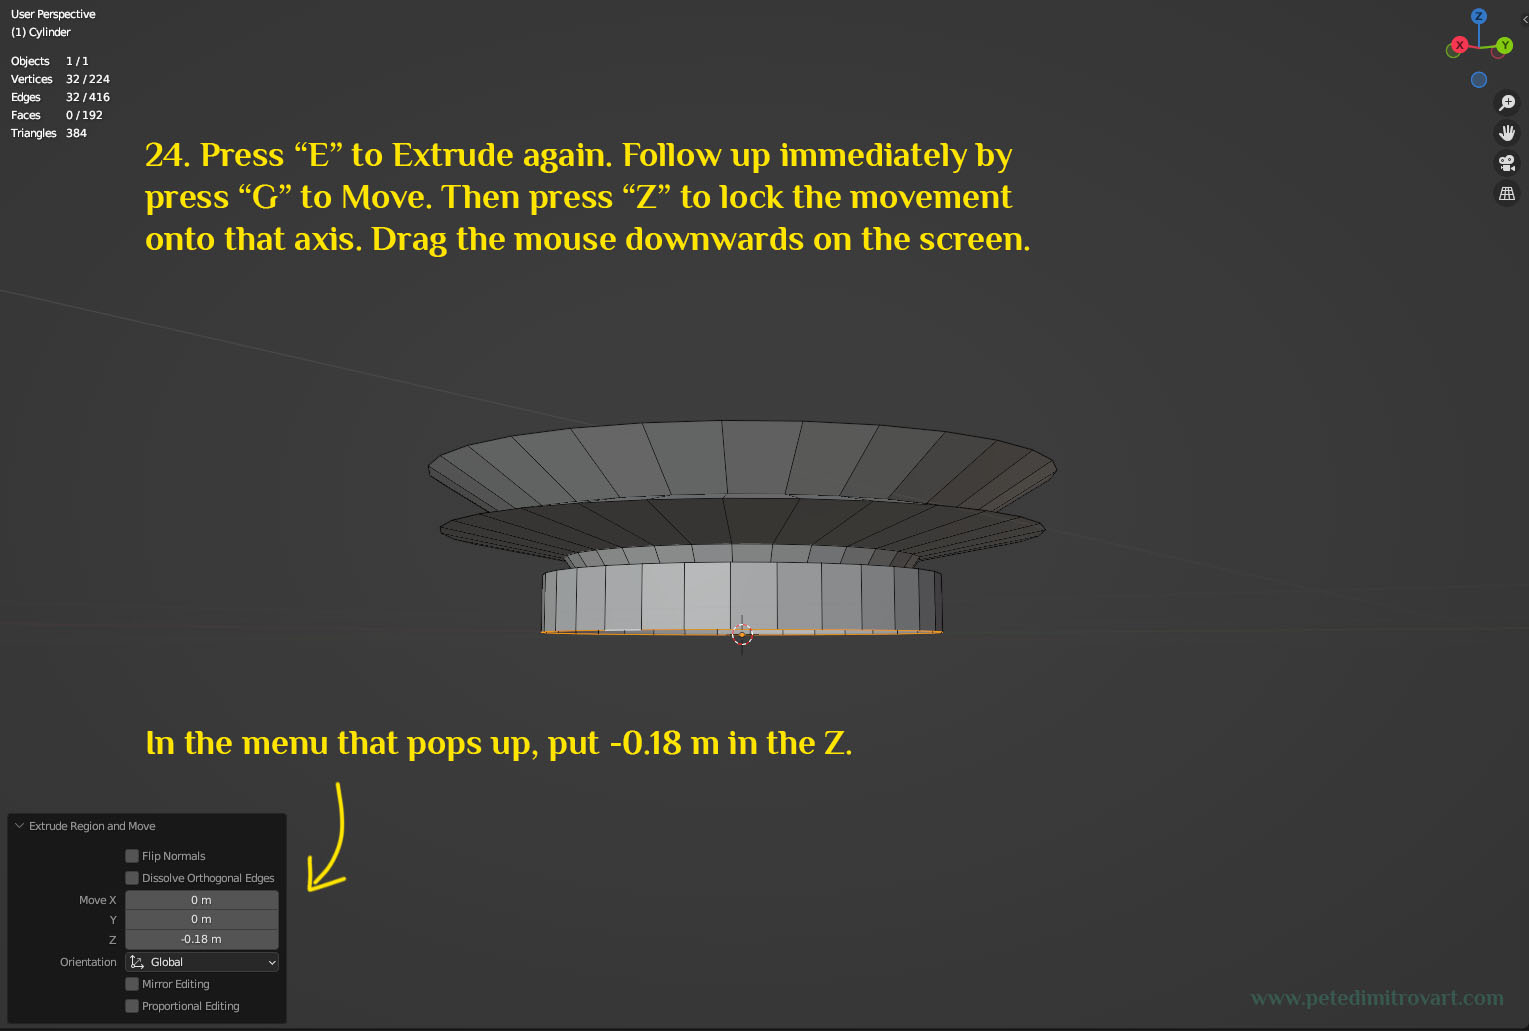 User Perspective
(1) Cylinder
Objects 1 / 1
Vertices 32 / 224
Edges 32 / 416
Faces 0 / 192
Triangles 384
Z
X
Y
24. Press “E” to Extrude again. Follow up immediately by
press “G” to Move. Then press “Z” to lock the movement
onto that axis. Drag the mouse downwards on the screen.
In the menu that pops up, put -0.18 m in the Z.
Extrude Region and Move
Flip Normals
Dissolve Orthogonal Edges
Move X 0 m
Y 0 m
Z -0.18 m
Orientation Global
Mirror Editing
Proportional Editing
www.petedimitrovart.com